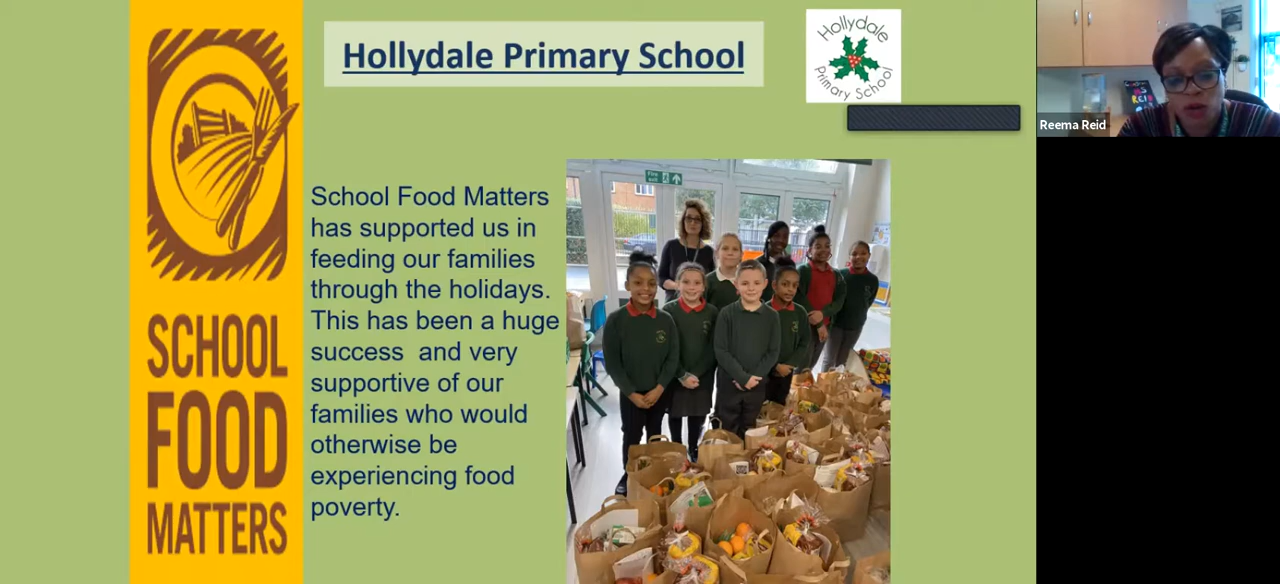 Hollydale Primary School
Hollydale
Primary School
Reema Reid
SCHOOL
FOOD
MATTERS
School Food Matters
has supported us in
feeding our families
through the holidays.
This has been a huge
success and very
supportive of our
families who would
otherwise be
experiencing food
poverty.
Fire
exit